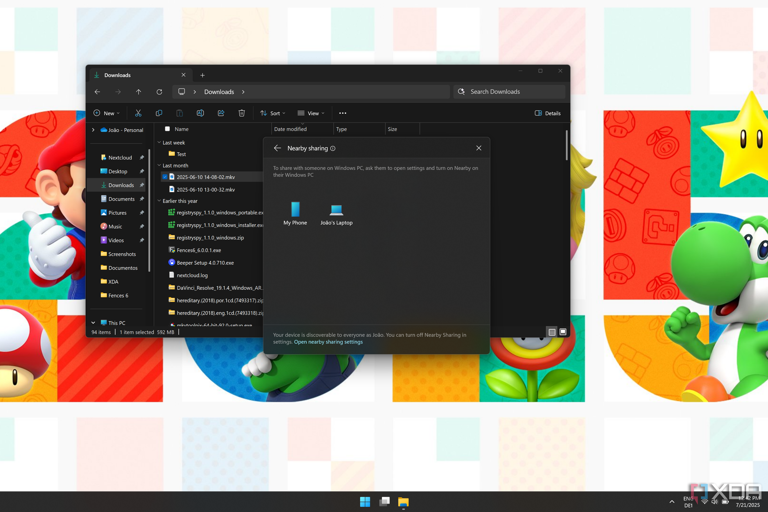 Downloads
Downloads
Search Downloads
New
Sort
View
Details
João - Personal
Nextcloud
Desktop
Downloads
Documents
Pictures
Music
Videos
Screenshots
Documentos
XDA
Fences 6
This PC
Name
Date modified
Type
Size
Last week
Test
Last month
2025-06-10 14-08-02.mkv
2025-06-10 13-00-32.mkv
Earlier this year
registryspy_1.1.0_windows_portable.ex
registryspy_1.1.0_windows_installer.ex
registryspy_1.1.0_windows.zip
Fences6_6.0.0.1.exe
Beeper Setup 4.0.710.exe
nextcloud.log
DaVinci_Resolve_19.1.4_Windows_AR
hereditary.(2018).por.1cd.(7493317).zip
hereditary.(2018).eng.1cd.(7493318).zip
94 items
1 item selected 592 MB
Nearby sharing
To share with someone on Windows PC, ask them to open settings and turn on Nearby on
their Windows PC
My Phone
João's Laptop
Your device is discoverable to everyone as João. You can turn off Nearby Sharing in
settings. Open nearby sharing settings
ENG
DE1
7/21/2025
XDA